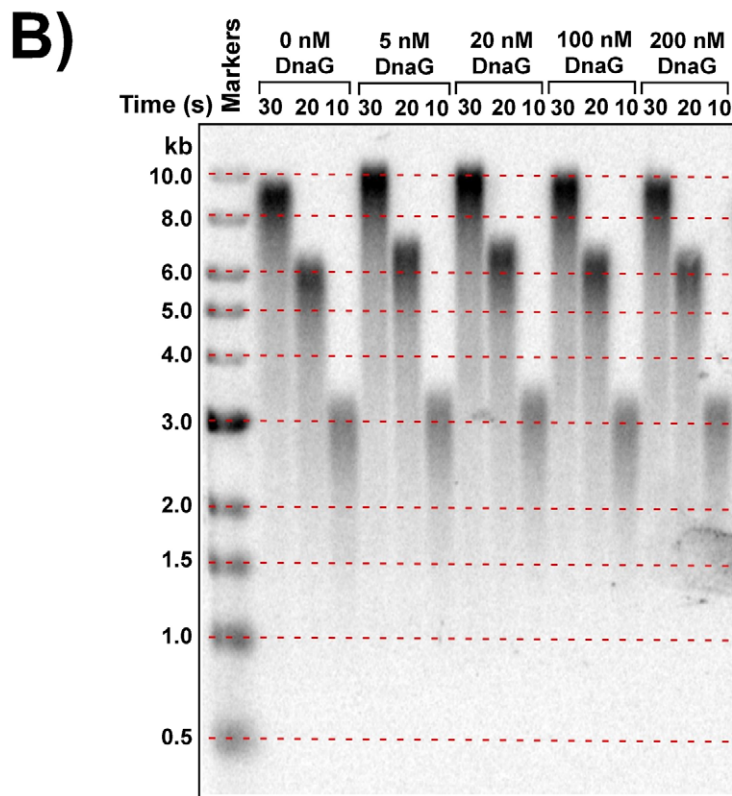 B)
Markers
0 nM DnaG
5 nM DnaG
20 nM DnaG
100 nM DnaG
200 nM DnaG
Time (s) 30 20 10 30 20 10 30 20 10 30 20 10 30 20 10
kb
10.0
8.0
6.0
5.0
4.0
3.0
2.0
1.5
1.0
0.5